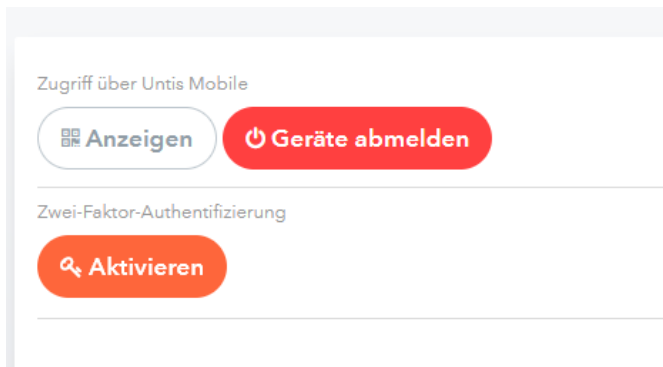 Zugriff über Untis Mobile
Anzeigen Geräte abmelden
Zwei-Faktor-Authentifizierung
Aktivieren